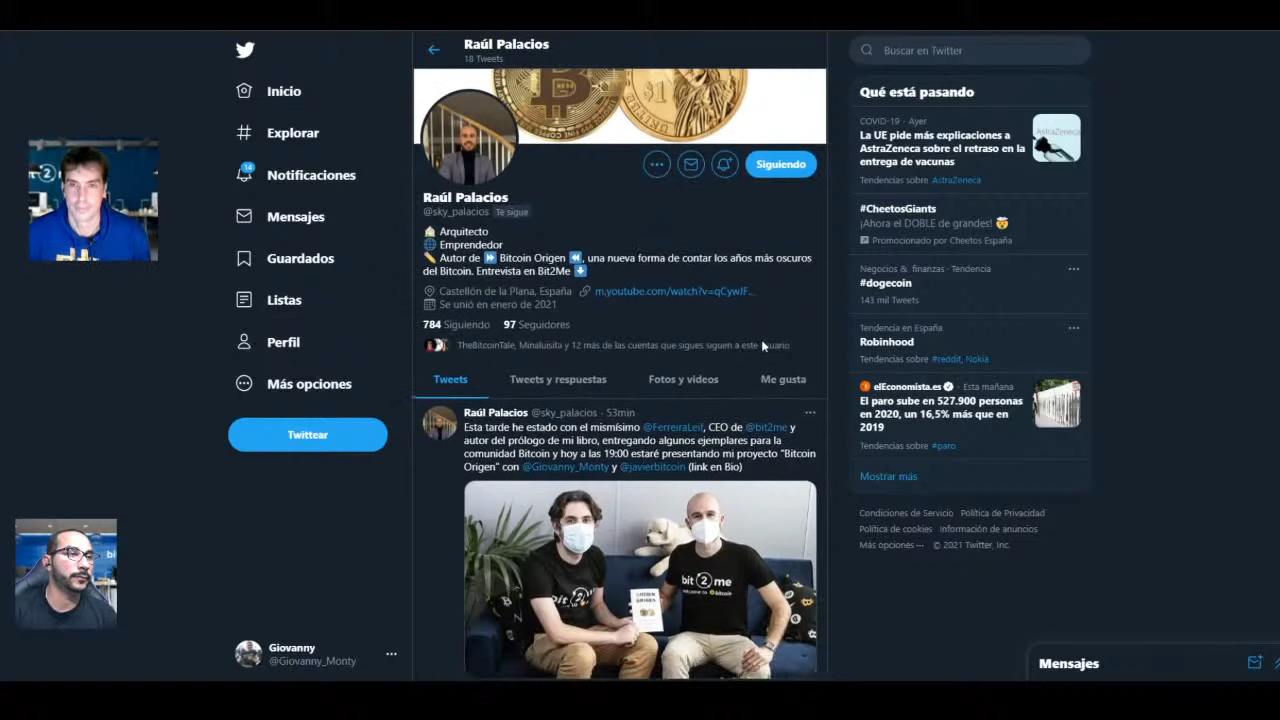 Inicio
Explorar
14
Notificaciones
Mensajes
Guardados
Listas
Perfil
Más opciones
Twittear
Giovanny
@Giovanny_Monty
Raúl Palacios
18 Tweets
$1
Siguiendo
Raúl Palacios
@sky_palacios Te sigue
Arquitecto
Emprendedor
Autor de Bitcoin Origen , una nueva forma de contar los años más oscuros
del Bitcoin. Entrevista en Bit2Me
Castellón de la Plana, España m.youtube.com/watch?v=qCywJF…
Se unió en enero de 2021
784 Siguiendo 97 Seguidores
TheBitcoinTale, Minaluisita y 12 más de las cuentas que sigues siguen a este usuario
Tweets Tweets y respuestas Fotos y videos Me gusta
Raúl Palacios @sky_palacios · 53min
Esta tarde he estado con el mismísimo @FerreiraLeif, CEO de @bit2me y
autor del prólogo de mi libro, entregando algunos ejemplares para la
comunidad Bitcoin y hoy a las 19:00 estaré presentando mi proyecto "Bitcoin
Origen" con @Giovanny_Monty y @javierbitcoin (link en Bio)
bit2me
BITCOIN
ORIGEN
bit2me
welcome to bitcoin
Buscar en Twitter
Qué está pasando
COVID-19 · Ayer
La UE pide más explicaciones a
AstraZeneca sobre el retraso en la
entrega de vacunas
Tendencias sobre AstraZeneca
AstraZeneca
#CheetosGiants
¡Ahora el DOBLE de grandes!
Promocionado por Cheetos España
Negocios & finanzas · Tendencia
#dogecoin
143 mil Tweets
Tendencia en España
Robinhood
Tendencias sobre #reddit, Nokia
elEconomista.es · Esta mañana
El paro sube en 527.900 personas
en 2020, un 16,5% más que en
2019
Tendencias sobre #paro
Mostrar más
Condiciones de Servicio Política de Privacidad
Política de cookies Información de anuncios
Más opciones ··· © 2021 Twitter, Inc.
Mensajes